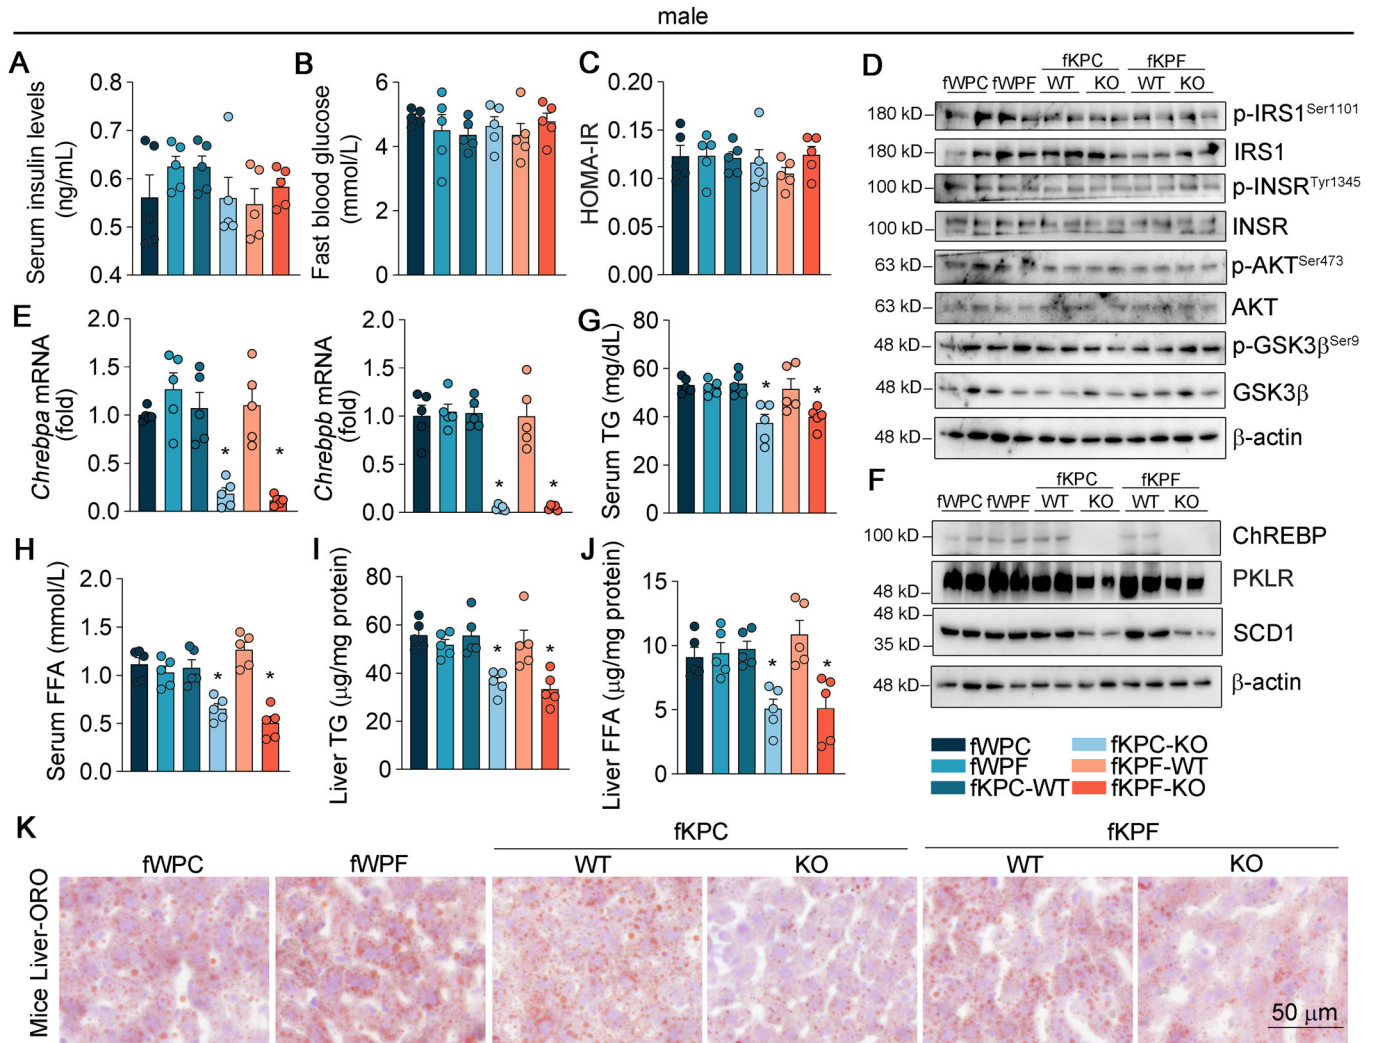 male
A
Serum insulin levels
(ng/mL)
0.8
0.7
0.6
0.5
0.4
B
Fast blood glucose
(mmol/L)
6
4
2
0
C
HOMA-IR
0.20
0.15
0.10
0.05
0.00
D
fKPC
fKPF
fWPC
fWPF
WT
KO
WT
KO
180 kD
p-IRS1Ser1101
180 kD
IRS1
100 kD
p-INSRTyr1345
100 kD
INSR
63 kD
p-AKTSer473
63 kD
AKT
48 kD
p-GSK3βSer9
48 kD
GSK3β
48 kD
β-actin
E
Chrebpa mRNA
(fold)
2.0
1.5
1.0
0.5
0.0
*
*
Chrebpb mRNA
(fold)
2.0
1.5
1.0
0.5
0.0
*
*
G
Serum TG (mg/dL)
80
60
40
20
0
*
*
F
fKPC
fKPF
fWPC
fWPF
WT
KO
WT
KO
100 kD
ChREBP
48 kD
PKLR
48 kD
35 kD
SCD1
48 kD
β-actin
H
Serum FFA (mmol/L)
2.0
1.5
1.0
0.5
0.0
*
*
I
Liver TG (μg/mg protein)
80
60
40
20
0
*
*
J
Liver FFA (μg/mg protein)
15
10
5
0
*
*
fWPC
fKPC-KO
fWPF
fKPF-WT
fKPC-WT
fKPF-KO
K
fKPC
fKPF
fWPC
fWPF
WT
KO
WT
KO
Mice Liver-ORO
50 μm